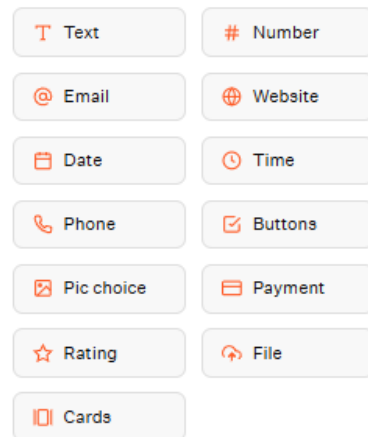 Text
Number
Email
Website
Date
Time
Phone
Buttons
Pic choice
Payment
Rating
File
Cards